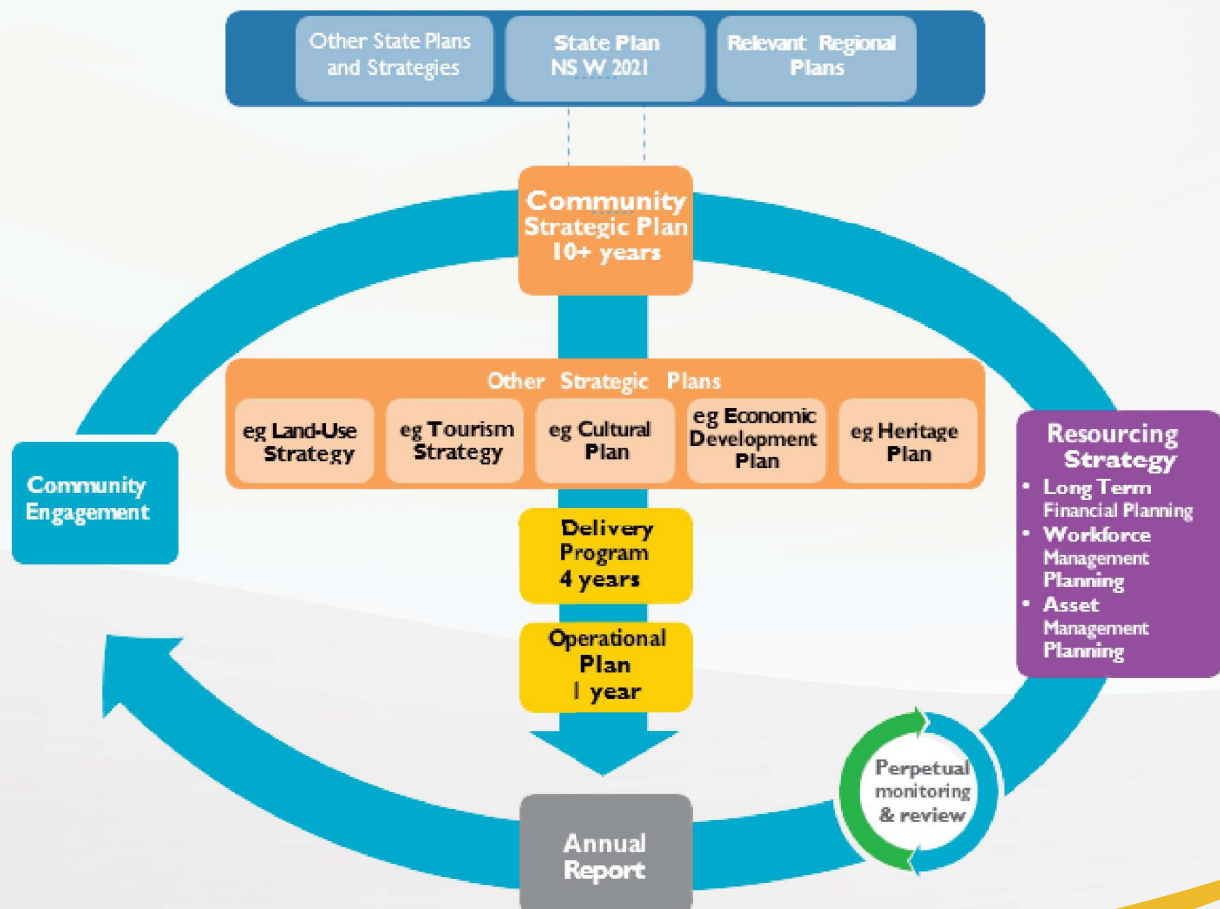 Other State Plans
and Strategies
State Plan
NS W 2021
Relevant Regional
Plans
Community
Strategic Plan
10+ years
Other Strategic Plans
eg Land-Use
Strategy
eg Tourism
Strategy
eg Cultural
Plan
eg Economic
Development
Plan
eg Heritage
Plan
Community
Engagement
Resourcing
Strategy
• Long Term
Financial Planning
• Workforce
Management
Planning
• Asset
Management
Planning
Delivery
Program
4 years
Operational
Plan
1 year
Perpetual
monitoring
& review
Annual
Report